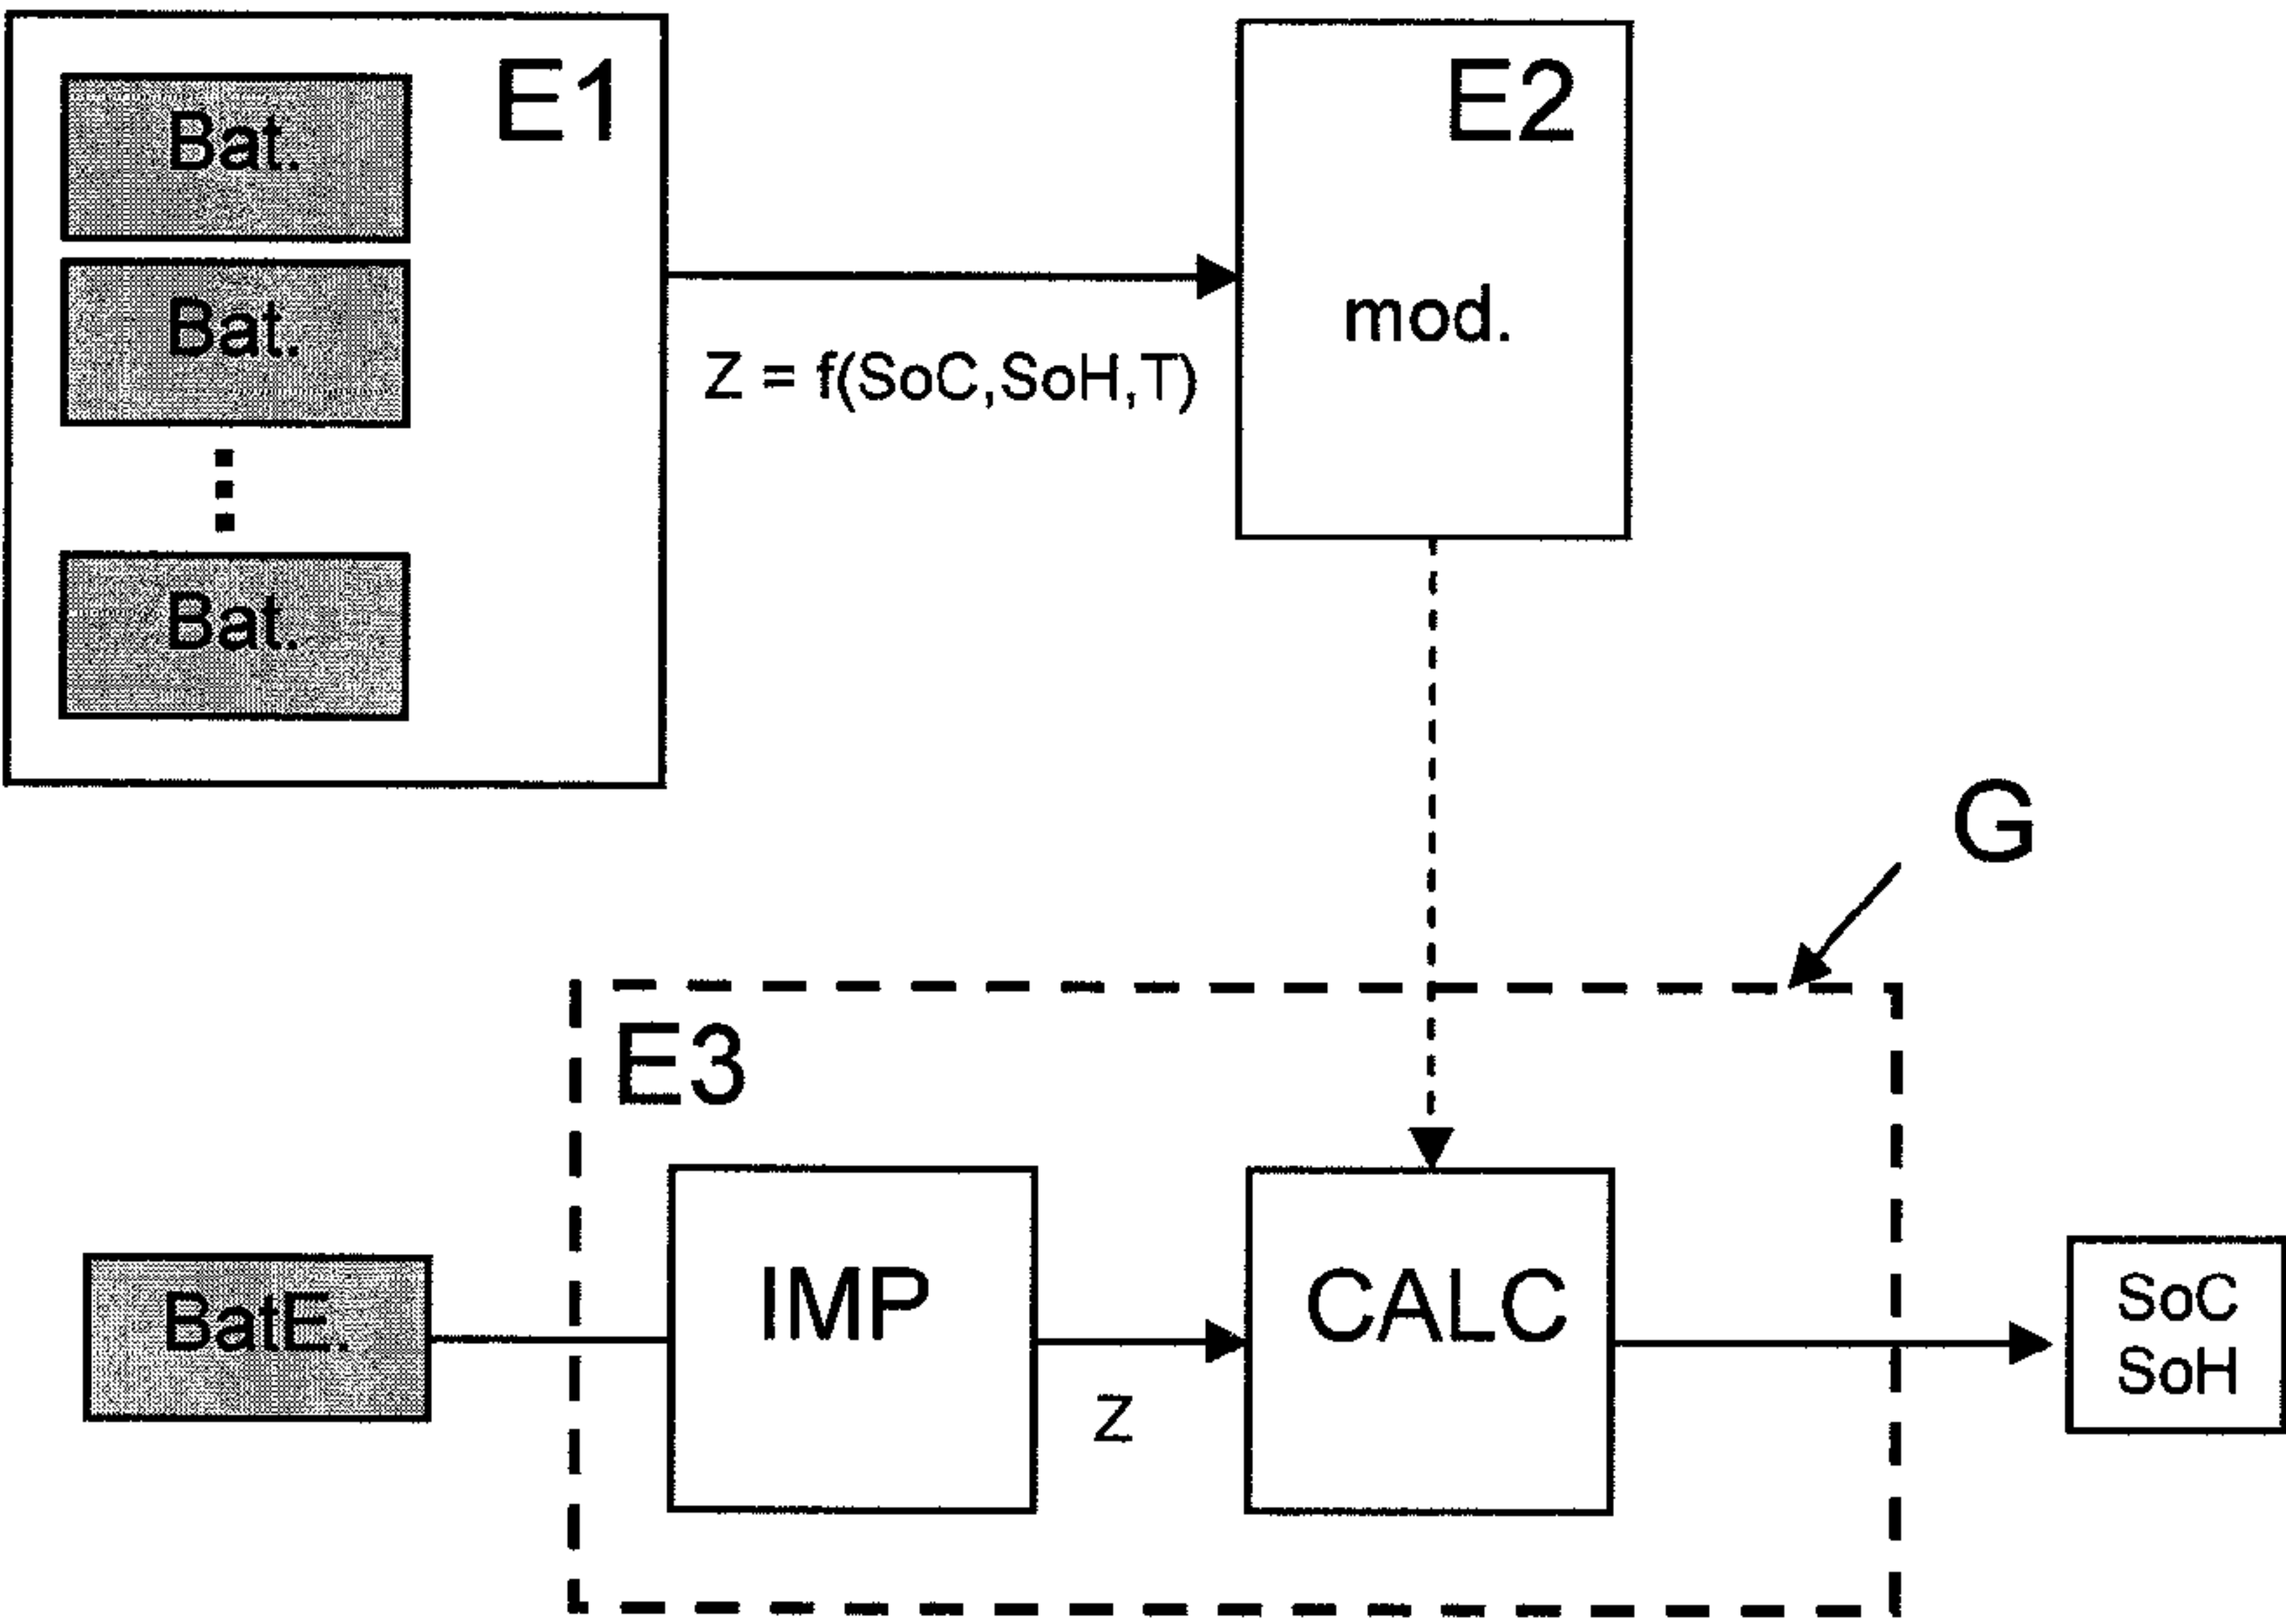 E1
Bat.
Bat.
Bat.
Z = f(SoC,SoH,T)
E2
mod.
G
E3
BatE.
IMP
Z
CALC
SoC
SoH